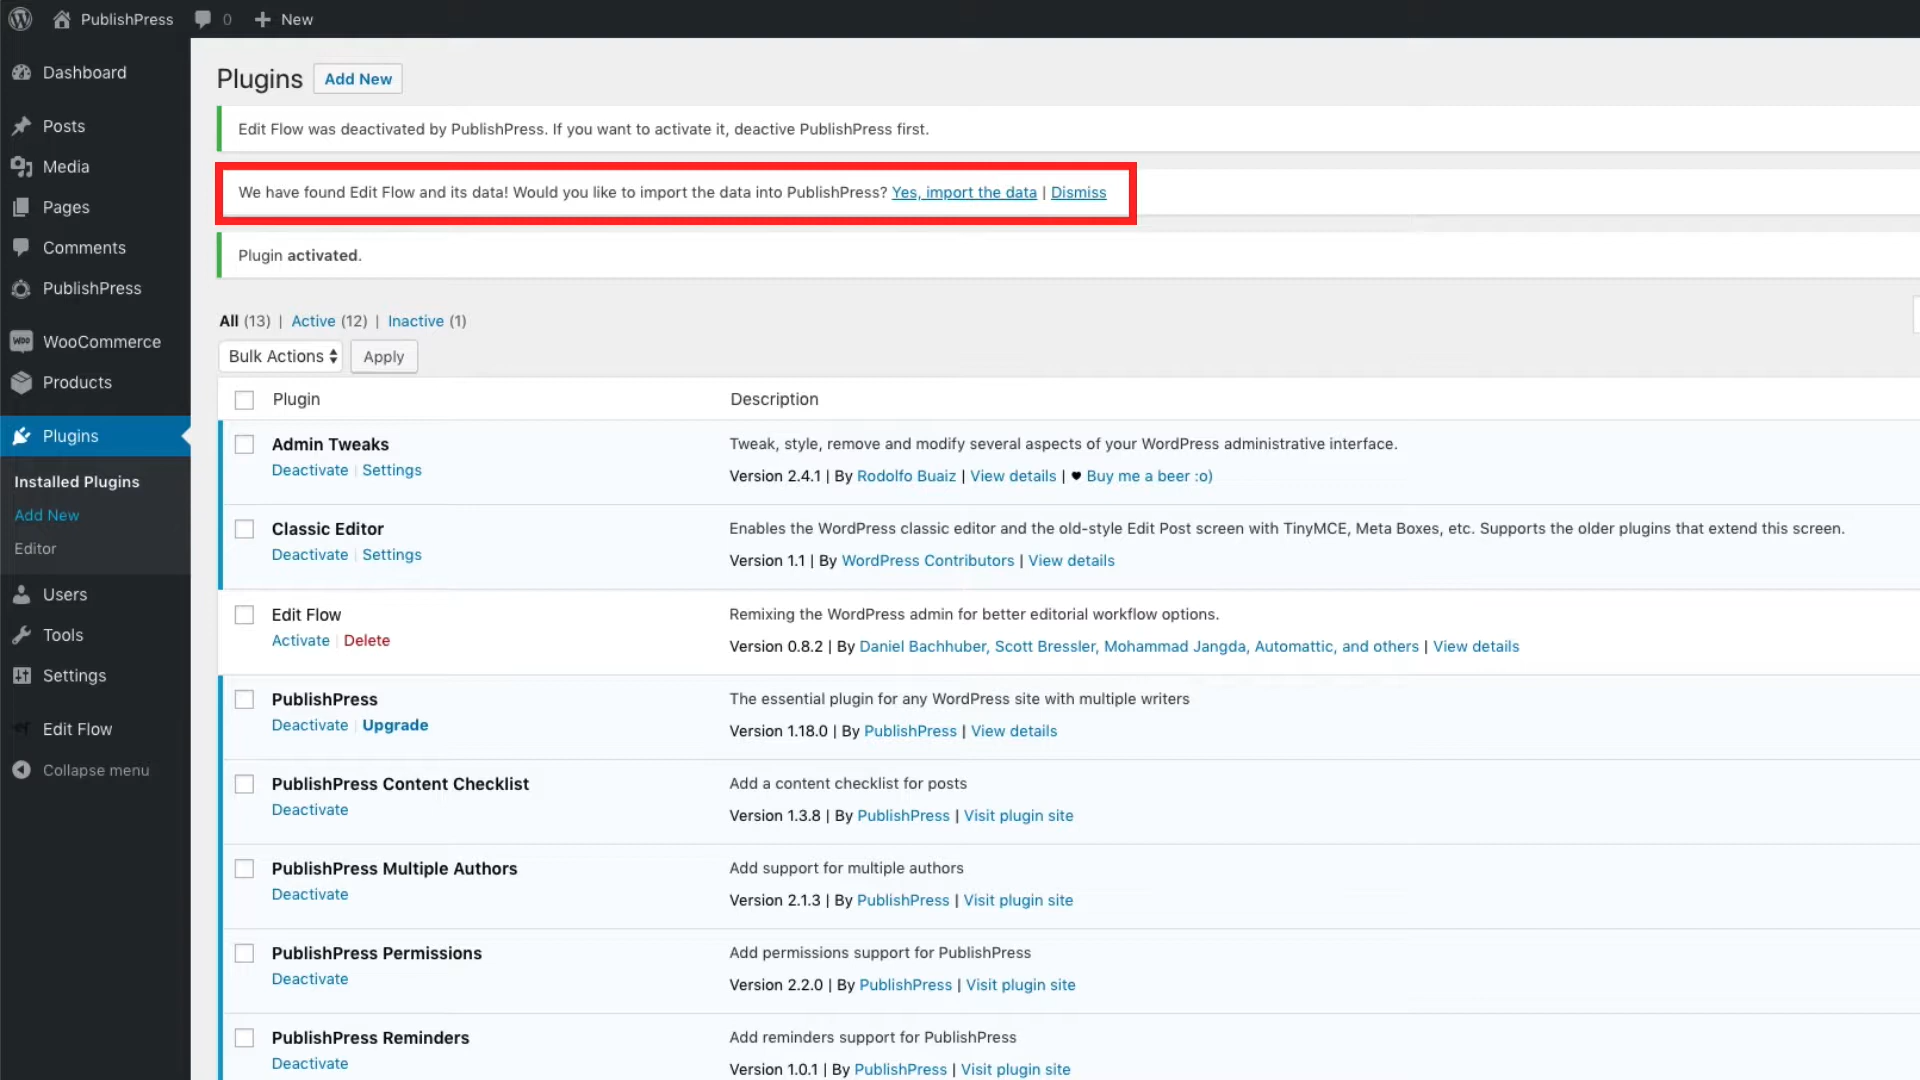 PublishPress 0 New
Dashboard
Posts
Media
Pages
Comments
PublishPress
WooCommerce
Products
Plugins
Installed Plugins
Add New
Editor
Users
Tools
Settings
Edit Flow
Collapse menu
Plugins Add New
Edit Flow was deactivated by PublishPress. If you want to activate it, deactive PublishPress first.
We have found Edit Flow and its data! Would you like to import the data into PublishPress? Yes, import the data | Dismiss
Plugin activated.
All (13) | Active (12) | Inactive (1)
Bulk Actions Apply
Plugin Description
Admin Tweaks Tweak, style, remove and modify several aspects of your WordPress administrative interface.
Deactivate | Settings Version 2.4.1 | By Rodolfo Buaiz | View details | ♥ Buy me a beer :o)
Classic Editor Enables the WordPress classic editor and the old-style Edit Post screen with TinyMCE, Meta Boxes, etc. Supports the older plugins that extend this screen.
Deactivate | Settings Version 1.1 | By WordPress Contributors | View details
Edit Flow Remixing the WordPress admin for better editorial workflow options.
Activate | Delete Version 0.8.2 | By Daniel Bachhuber, Scott Bressler, Mohammad Jangda, Automattic, and others | View details
PublishPress The essential plugin for any WordPress site with multiple writers
Deactivate | Upgrade Version 1.18.0 | By PublishPress | View details
PublishPress Content Checklist Add a content checklist for posts
Deactivate Version 1.3.8 | By PublishPress | Visit plugin site
PublishPress Multiple Authors Add support for multiple authors
Deactivate Version 2.1.3 | By PublishPress | Visit plugin site
PublishPress Permissions Add permissions support for PublishPress
Deactivate Version 2.2.0 | By PublishPress | Visit plugin site
PublishPress Reminders Add reminders support for PublishPress
Deactivate Version 1.0.1 | By PublishPress | Visit plugin site